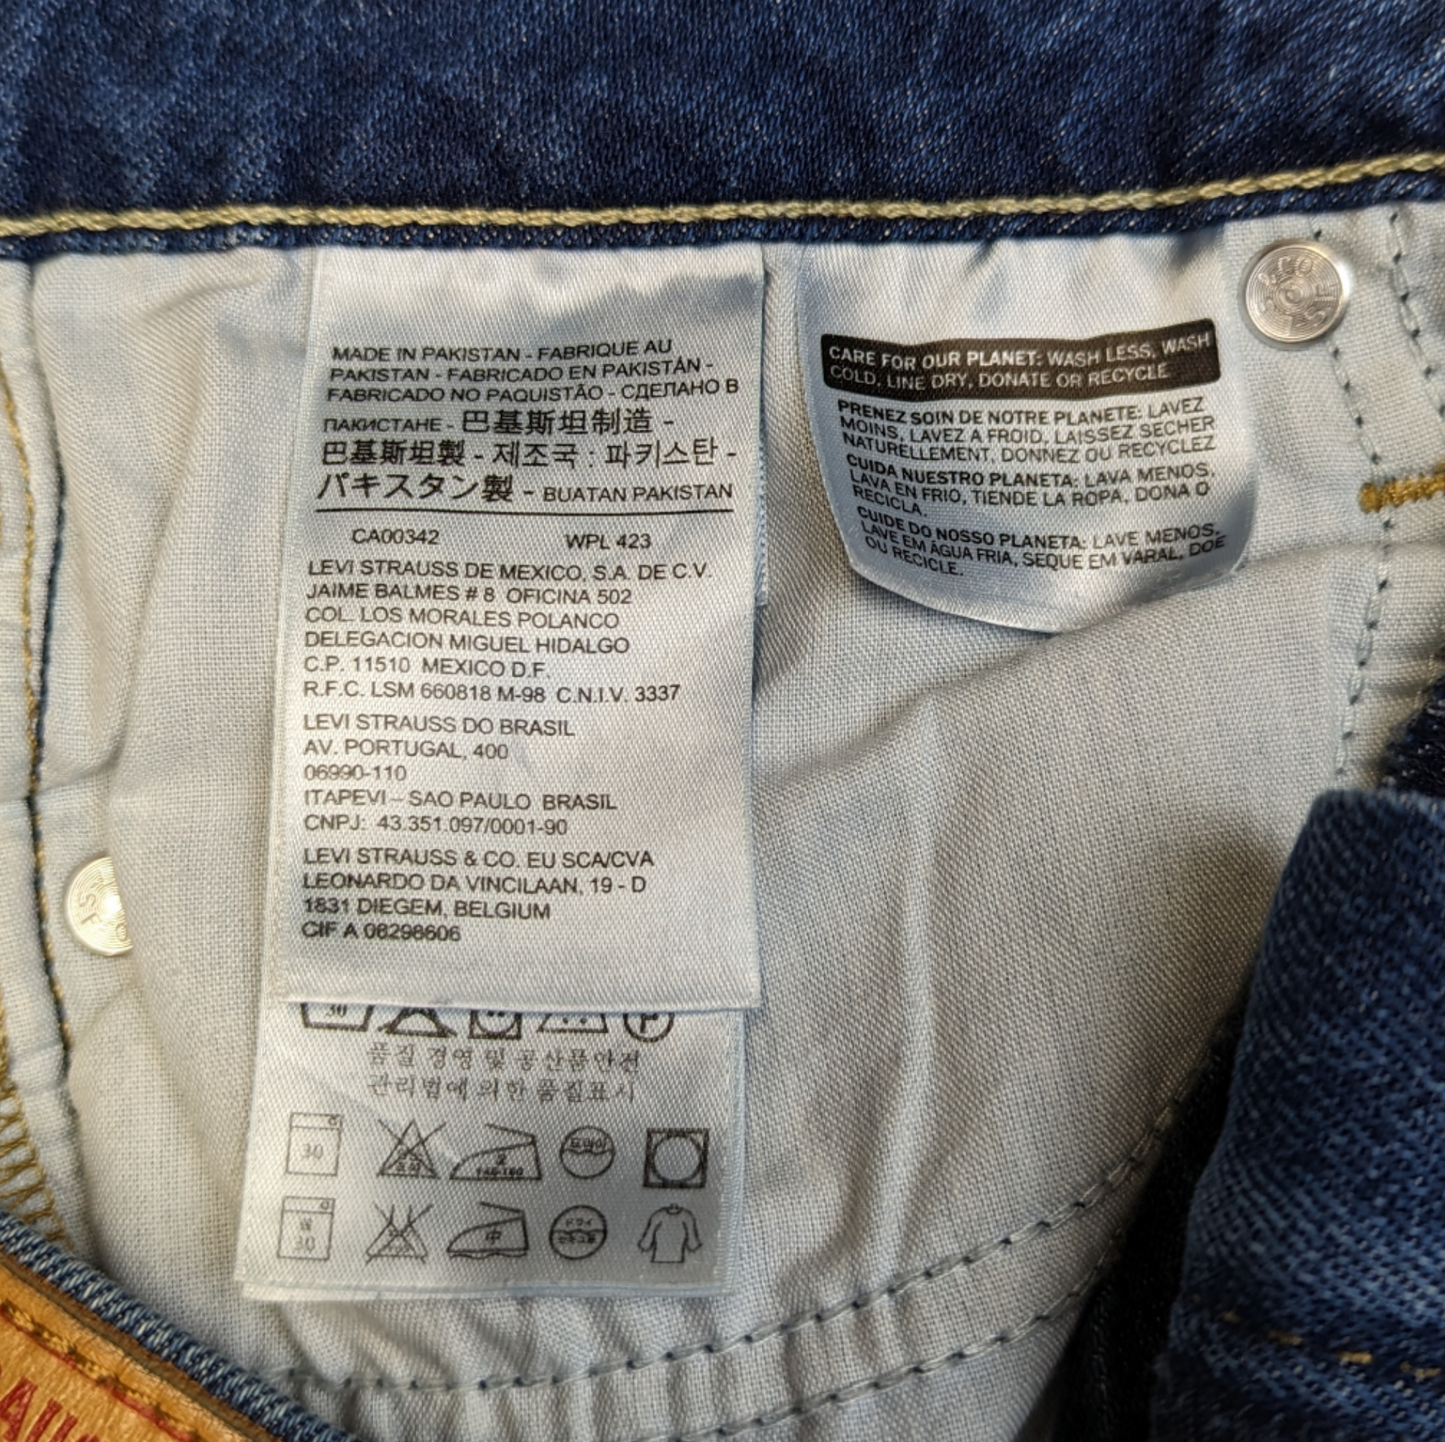 MADE IN PAKISTAN - FABRIQUE AU
PAKISTAN - FABRICADO EN PAKISTÁN -
FABRICADO NO PAQUISTÃO - СДЕЛАНО В
ПАКИСТАНЕ - 巴基斯坦制造 -
巴基斯坦製 - 제조국 : 파키스탄 -
パキスタン製 - BUATAN PAKISTAN
CA00342 WPL 423
LEVI STRAUSS DE MEXICO, S.A. DE C.V.
JAIME BALMES # 8 OFICINA 502
COL. LOS MORALES POLANCO
DELEGACION MIGUEL HIDALGO
C.P. 11510 MEXICO D.F.
R.F.C. LSM 660818 M-98 C.N.I.V. 3337
LEVI STRAUSS DO BRASIL
AV. PORTUGAL, 400
06990-110
ITAPEVI – SAO PAULO BRASIL
CNPJ: 43.351.097/0001-90
LEVI STRAUSS & CO. EU SCA/CVA
LEONARDO DA VINCILAAN, 19 - D
1831 DIEGEM, BELGIUM
CIF A 08298606
30 P
품질 경영 및 공산품안전
관리법에 의한 품질표시
30
30 中 ドライ
CARE FOR OUR PLANET: WASH LESS, WASH
COLD, LINE DRY, DONATE OR RECYCLE
PRENEZ SOIN DE NOTRE PLANETE: LAVEZ
MOINS, LAVEZ A FROID, LAISSEZ SECHER
NATURELLEMENT, DONNEZ OU RECYCLEZ
CUIDA NUESTRO PLANETA: LAVA MENOS,
LAVA EN FRIO, TIENDE LA ROPA, DONA O
RECICLA.
CUIDE DO NOSSO PLANETA: LAVE MENOS,
LAVE EM ÁGUA FRIA, SEQUE EM VARAL, DOE
OU RECICLE.